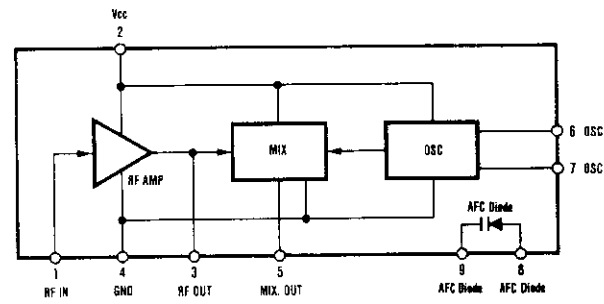 Vcc
2
RF AMP
MIX
OSC
6 OSC
7 OSC
AFC Diode
1
4
3
5
9
8
RF IN
GND
RF OUT
MIX. OUT
AFC Diode
AFC Diode